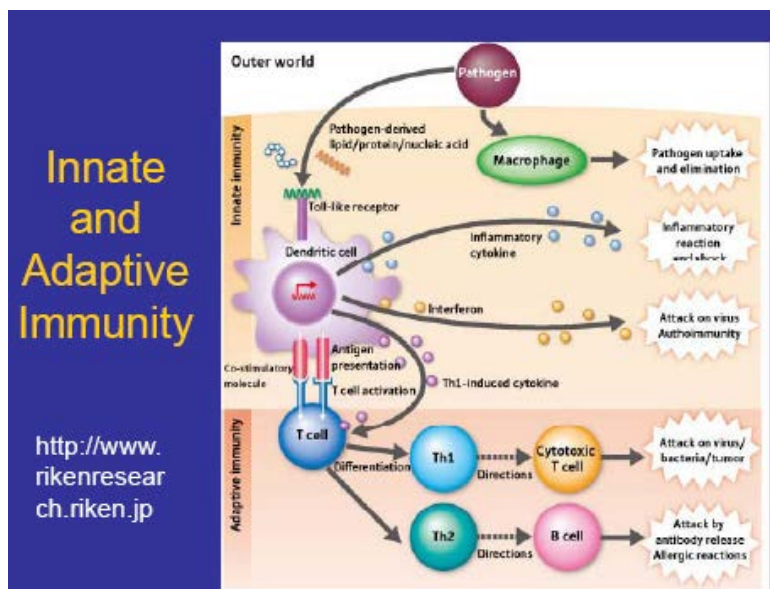 Innate
and
Adaptive
Immunity
http://www.
rikenresear
ch.riken.jp
Outer world
Pathogen
Innate immunity
Pathogen-derived
lipid/protein/nucleic acid
Macrophage
Pathogen uptake
and elimination
Toll-like receptor
Dendritic cell
Inflammatory
cytokine
Inflammatory
reaction
and shock
Interferon
Attack on virus
Authoimmunity
Antigen
presentation
Co-stimulatory
molecule
T cell activation
Th1-induced cytokine
Adaptive immunity
T cell
Differentiation
Th1
Directions
Cytotoxic
T cell
Attack on virus/
bacteria/tumor
Th2
Directions
B cell
Attack by
antibody release
Allergic reactions